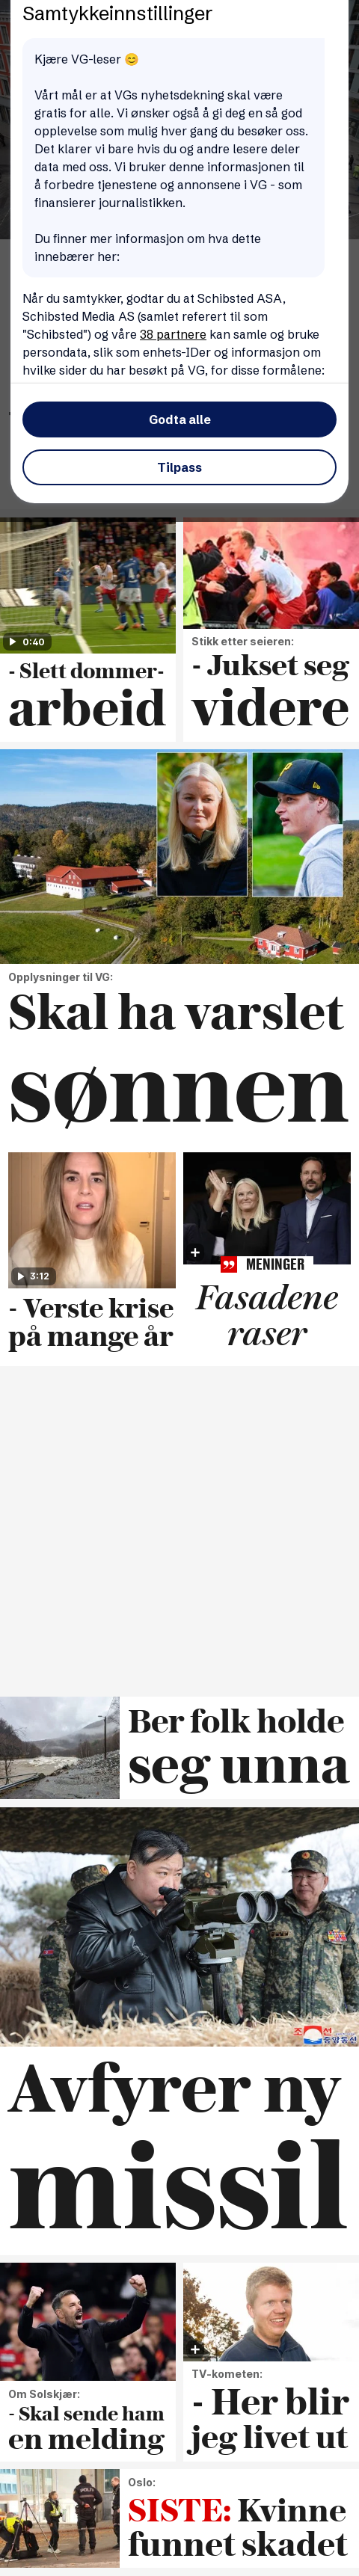 Samtykkeinnstillinger
Kjære VG-leser 😊
Vårt mål er at VGs nyhetsdekning skal være
gratis for alle. Vi ønsker også å gi deg en så god
opplevelse som mulig hver gang du besøker oss.
Det klarer vi bare hvis du og andre lesere deler
data med oss. Vi bruker denne informasjonen til
å forbedre tjenestene og annonsene i VG - som
finansierer journalistikken.
Du finner mer informasjon om hva dette
innebærer her:
Når du samtykker, godtar du at Schibsted ASA,
Schibsted Media AS (samlet referert til som
"Schibsted") og våre 38 partnere kan samle og bruke
persondata, slik som enhets-IDer og informasjon om
hvilke sider du har besøkt på VG, for disse formålene:
Godta alle
Tilpass
0:40
- Slett dommer-
arbeid
Stikk etter seieren:
- Jukset seg
videre
Opplysninger til VG:
Skal ha varslet
sønnen
3:12
- Verste krise
på mange år
MENINGER
Fasadene
raser
Ber folk holde
seg unna
조선
중앙통신
Avfyrer ny
missil
Om Solskjær:
- Skal sende ham
en melding
TV-kometen:
- Her blir
jeg livet ut
Oslo:
SISTE: Kvinne
funnet skadet